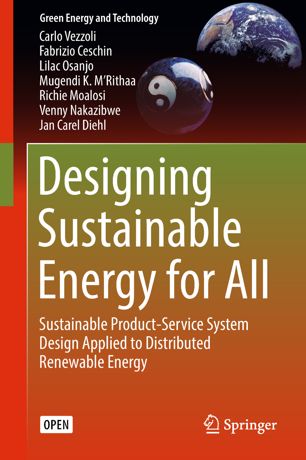 Green Energy and Technology
Carlo Vezzoli
Fabrizio Ceschin
Lilac Osanjo
Mugendi K. M’Rithaa
Richie Moalosi
Venny Nakazibwe
Jan Carel Diehl
Designing
Sustainable
Energy for All
Sustainable Product-Service System
Design Applied to Distributed
Renewable Energy
OPEN
Springer